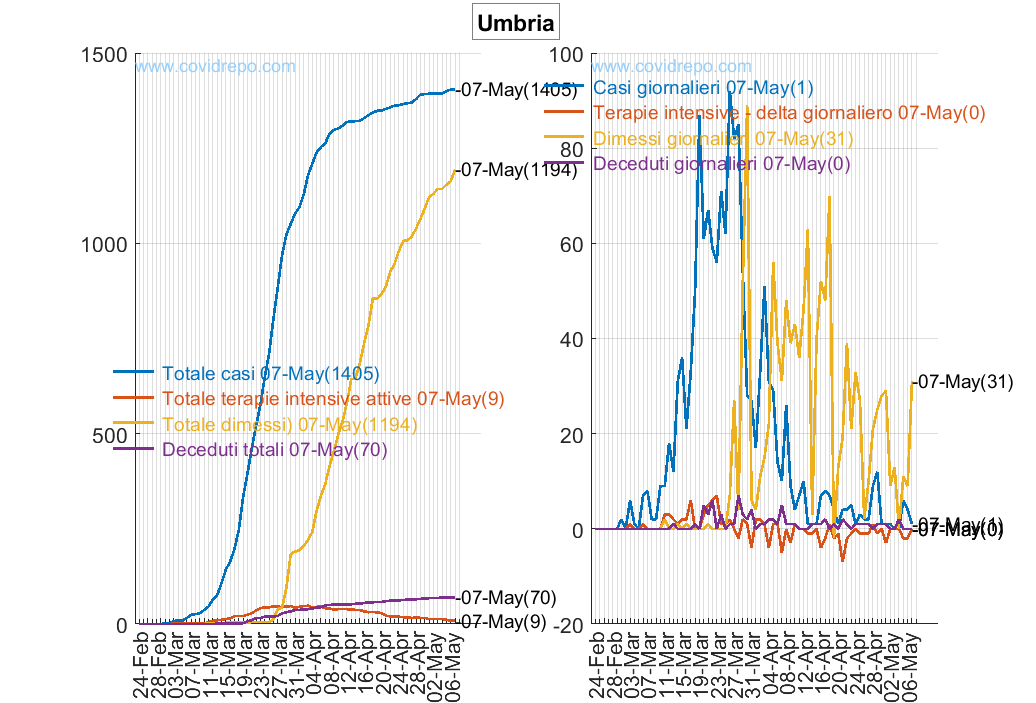 Umbria
1500
1000
500
0
www.covidrepo.com
-07-May(1405)
-07-May(1194)
Totale casi 07-May(1405)
Totale terapie intensive attive 07-May(9)
Totale dimessi) 07-May(1194)
Deceduti totali 07-May(70)
-07-May(70)
-07-May(9)
24-Feb
28-Feb
03-Mar
07-Mar
11-Mar
15-Mar
19-Mar
23-Mar
27-Mar
31-Mar
04-Apr
08-Apr
12-Apr
16-Apr
20-Apr
24-Apr
28-Apr
02-May
06-May
100
80
60
40
20
0
-20
www.covidrepo.com
Casi giornalieri 07-May(1)
Terapie intensive - delta giornaliero 07-May(0)
Dimessi giornalieri 07-May(31)
Deceduti giornalieri 07-May(0)
-07-May(31)
-07-May(1)
-07-May(0)
24-Feb
28-Feb
03-Mar
07-Mar
11-Mar
15-Mar
19-Mar
23-Mar
27-Mar
31-Mar
04-Apr
08-Apr
12-Apr
16-Apr
20-Apr
24-Apr
28-Apr
02-May
06-May